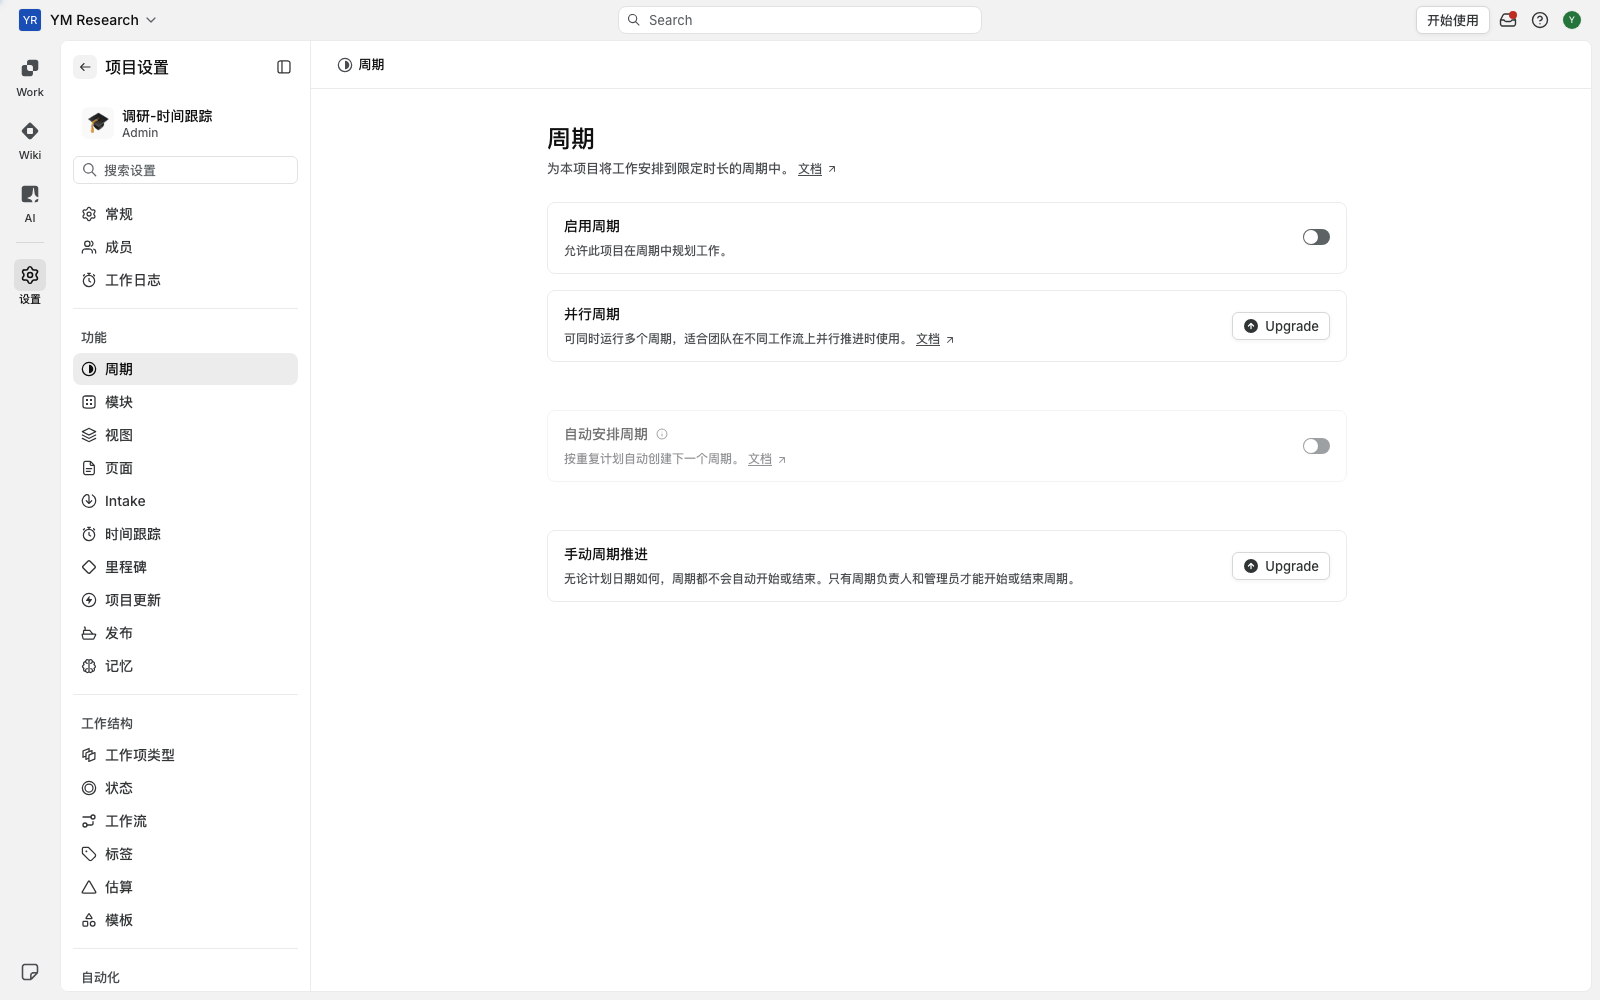 YR YM Research
Search
开始使用
Y
Work
Wiki
AI
设置
项目设置
调研-时间跟踪
Admin
搜索设置
常规
成员
工作日志
功能
周期
模块
视图
页面
Intake
时间跟踪
里程碑
项目更新
发布
记忆
工作结构
工作项类型
状态
工作流
标签
估算
模板
自动化
周期
周期
为本项目将工作安排到限定时长的周期中。 文档
启用周期
允许此项目在周期中规划工作。
并行周期
可同时运行多个周期，适合团队在不同工作流上并行推进时使用。 文档
Upgrade
自动安排周期
按重复计划自动创建下一个周期。 文档
手动周期推进
无论计划日期如何，周期都不会自动开始或结束。只有周期负责人和管理员才能开始或结束周期。
Upgrade